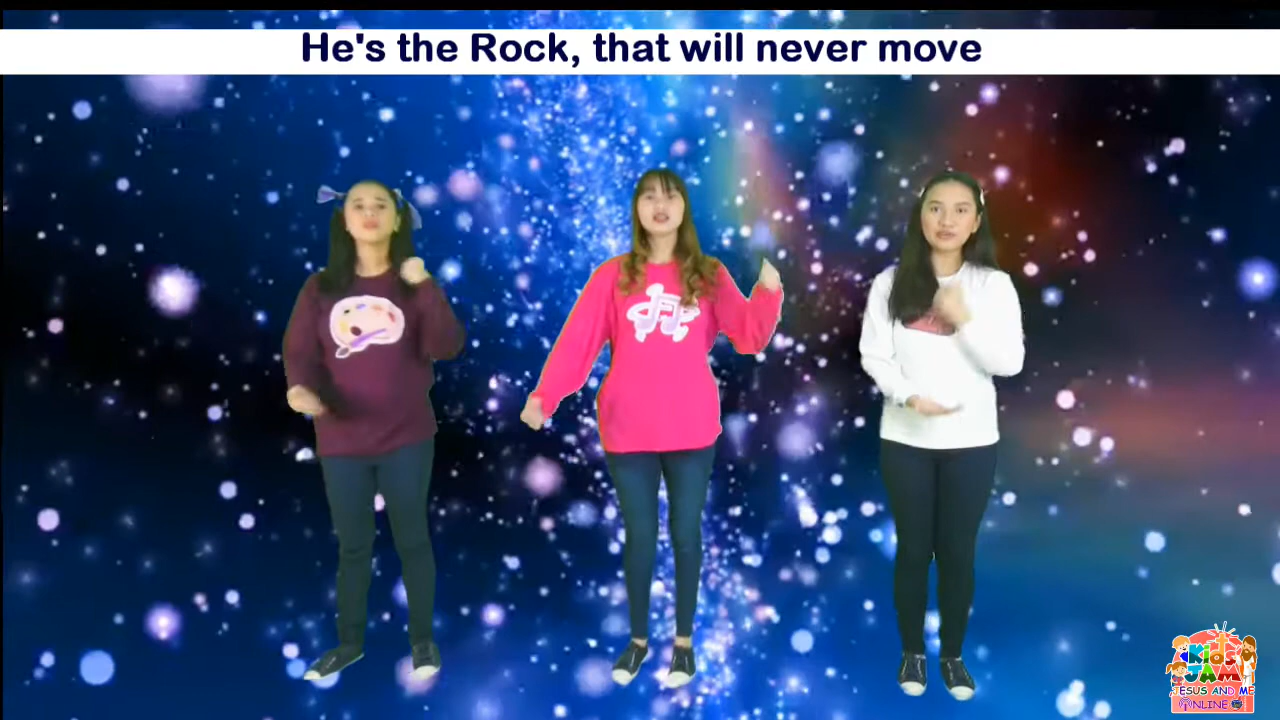 He's the Rock, that will never move
Kids
JAM
JESUS AND ME
ONLINE